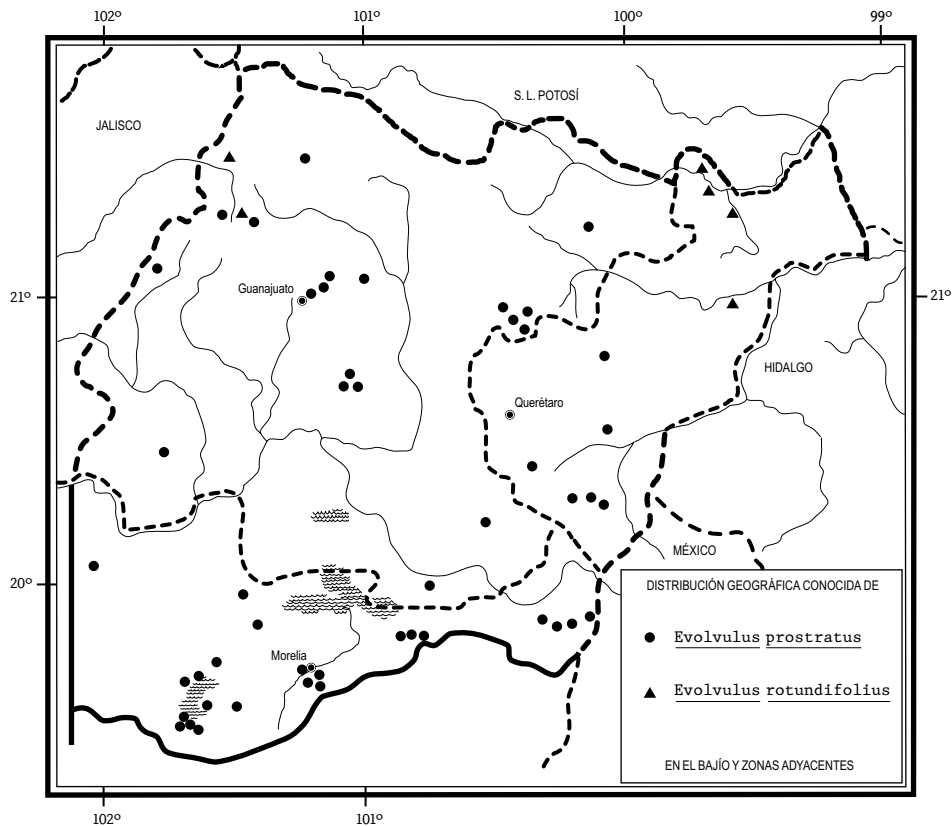 102º 101º 100º 99º
S. L. POTOSÍ
JALISCO
Guanajuato
21º 21º
HIDALGO
Querétaro
MÉXICO
20º
DISTRIBUCIÓN GEOGRÁFICA CONOCIDA DE
Evolvulus prostratus
Morelia
Evolvulus rotundifolius
EN EL BAJÍO Y ZONAS ADYACENTES
102º 101º